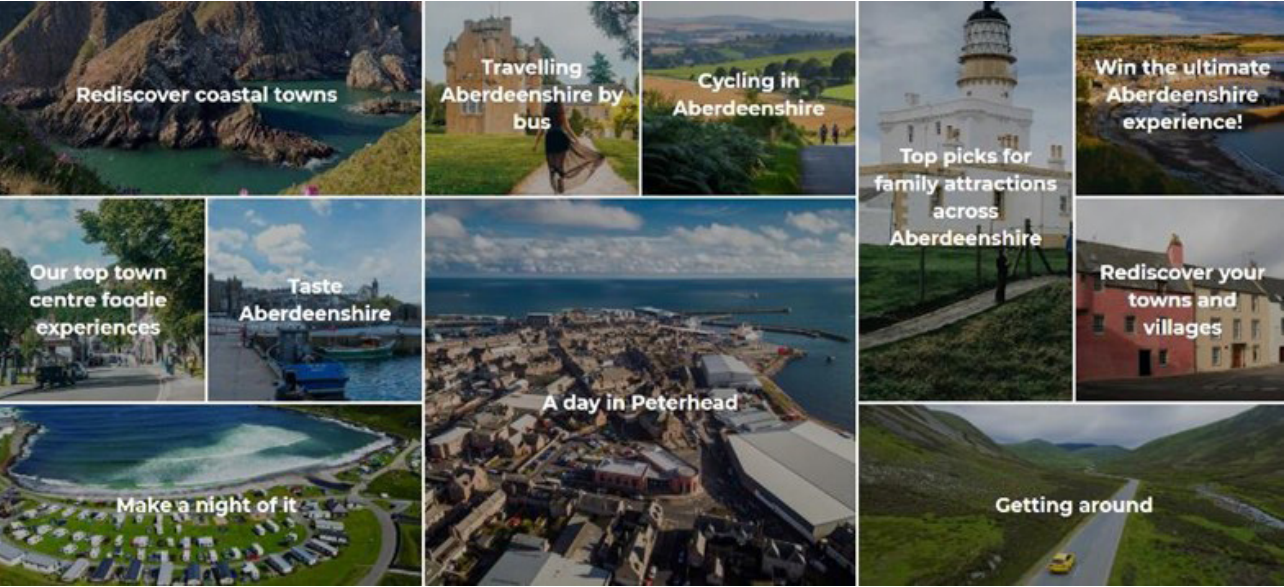 Rediscover coastal towns
Travelling
Aberdeenshire by
bus
Cycling in
Aberdeenshire
Top picks for
family attractions
across
Aberdeenshire
Win the ultimate
Aberdeenshire
experience!
Our top town
centre foodie
experiences
Taste
Aberdeenshire
A day in Peterhead
Rediscover your
towns and
villages
Make a night of it
Getting around